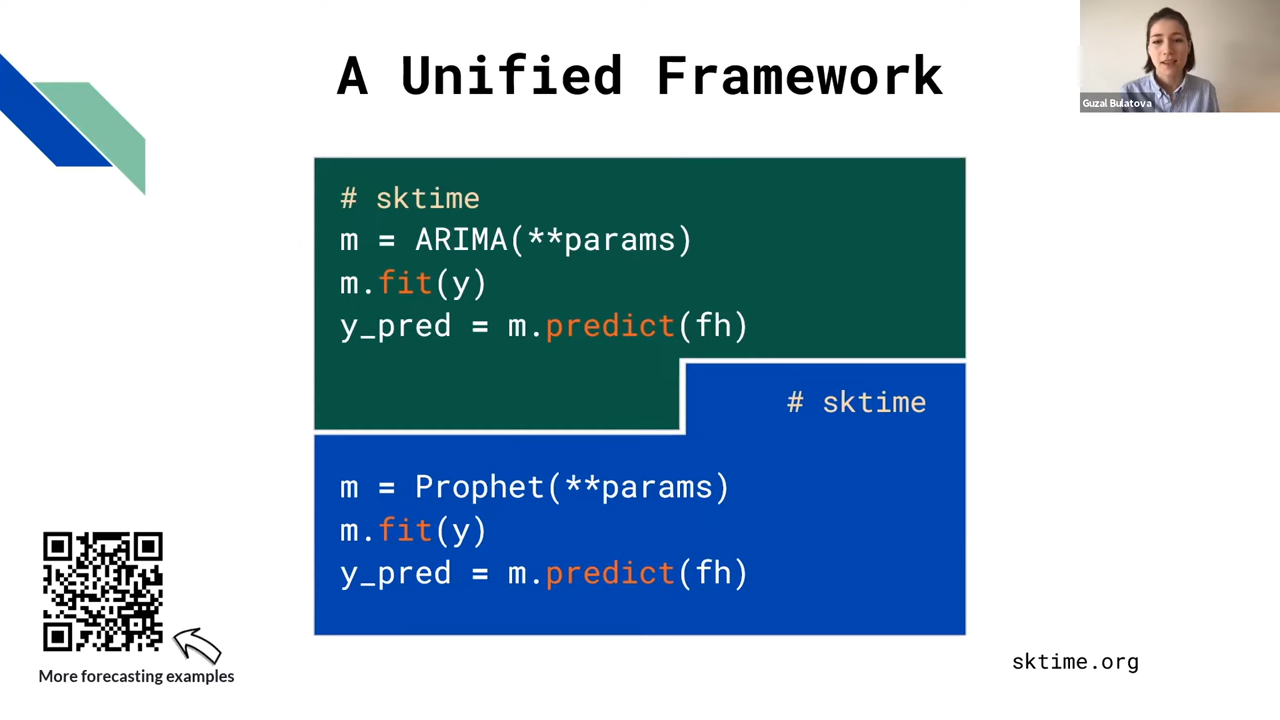 A Unified Framework
Guzal Bulatova
# sktime
m = ARIMA(**params)
m.fit(y)
y_pred = m.predict(fh)
# sktime
m = Prophet(**params)
m.fit(y)
y_pred = m.predict(fh)
More forecasting examples
sktime.org